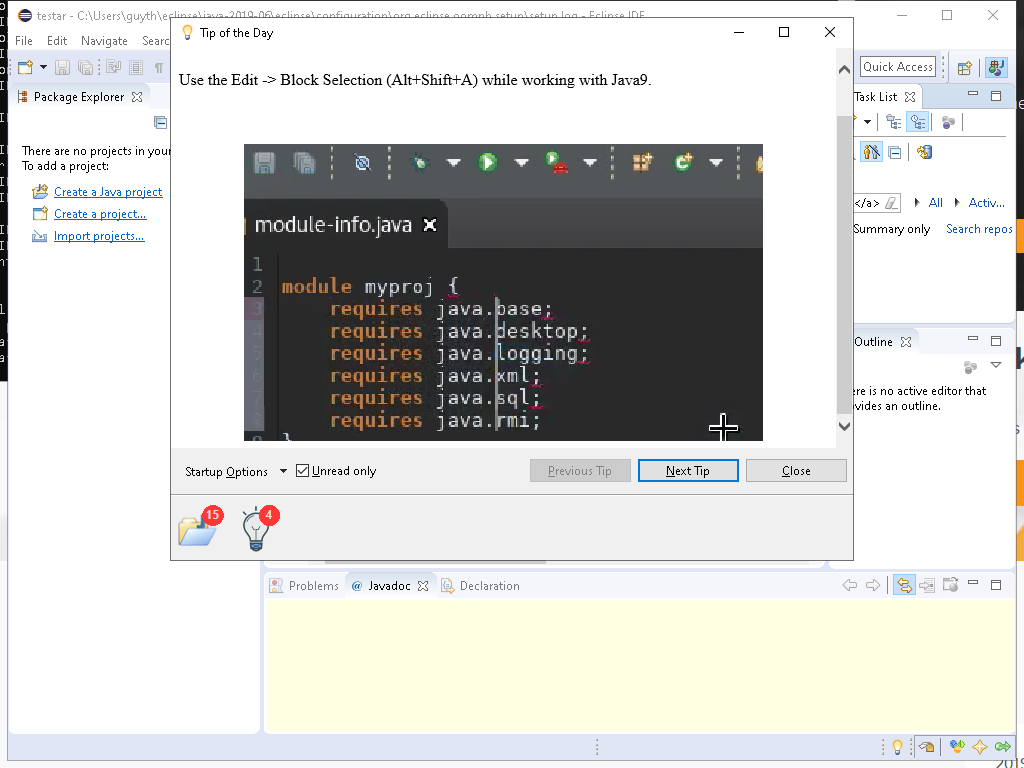 testar - C:\Users\guyth\eclipse\java-2019-06\eclipse\configuration\org.eclipse.oomph.setup\setup.log - Eclipse IDE
Tip of the Day
File Edit Navigate Searc
Quick Access
Use the Edit -> Block Selection (Alt+Shift+A) while working with Java9.
Package Explorer
Task List
There are no projects in your
To add a project:
Create a Java project
Create a project...
Import projects...
</a>
All
Activ...
Summary only
Search repos
module-info.java
1
2 module myproj {
3 requires java.base;
requires java.desktop;
requires java.logging;
requires java.xml;
requires java.sql;
requires java.rmi;
}
Outline
ere is no active editor that
vides an outline.
Startup Options
Unread only
Previous Tip
Next Tip
Close
15
4
Problems
@ Javadoc
Declaration